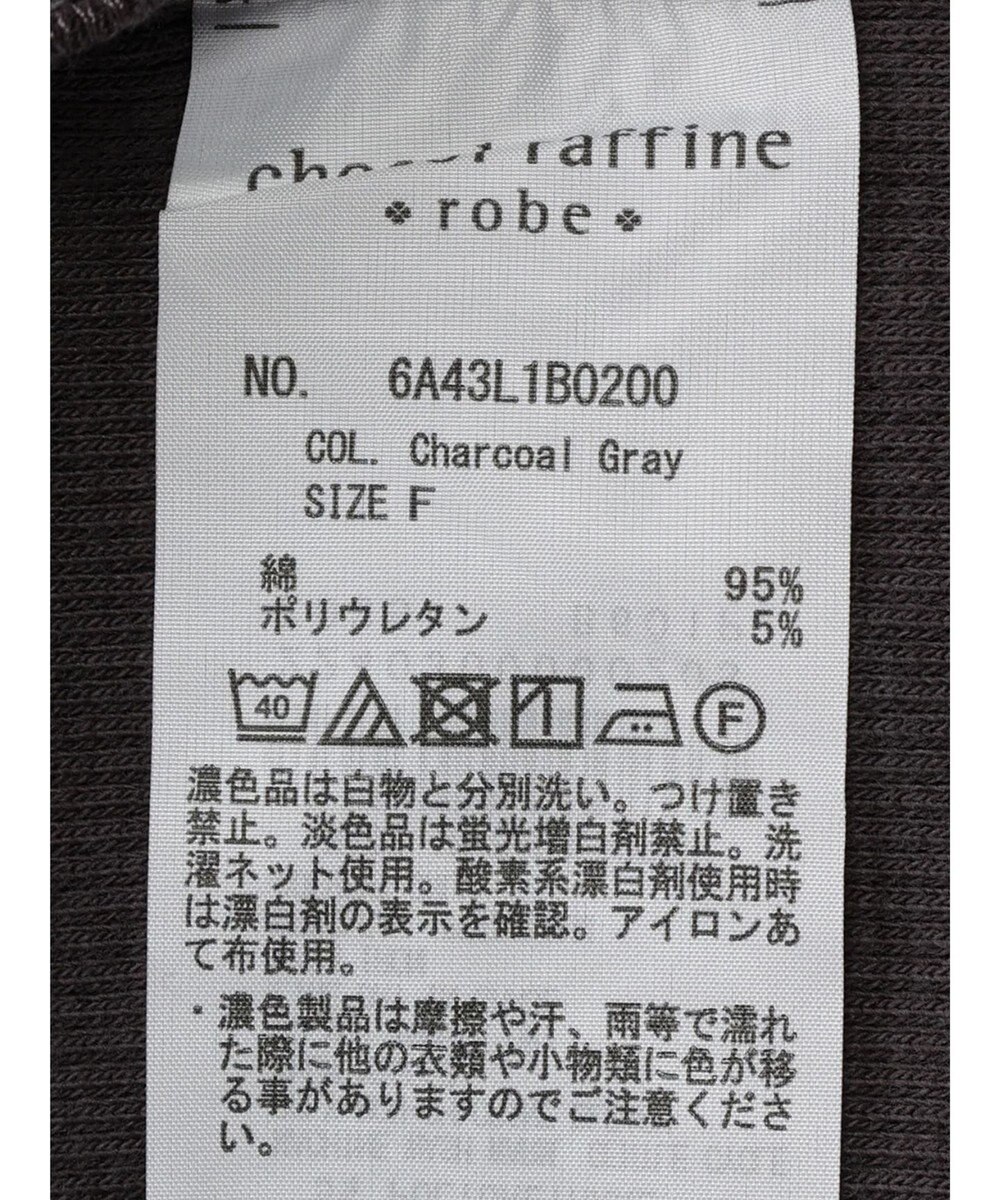 raffine
robe
NO. 6A43L1B0200
COL. Charcoal Gray
SIZE F
綿 95%
ポリウレタン 5%
40 F
濃色品は白物と分別洗い。つけ置き
禁止。淡色品は蛍光増白剤禁止。洗
濯ネット使用。酸素系漂白剤使用時
は漂白剤の表示を確認。アイロンあ
て布使用。
・濃色製品は摩擦や汗、雨等で濡れ
た際に他の衣類や小物類に色が移
る事がありますのでご注意くださ
い。